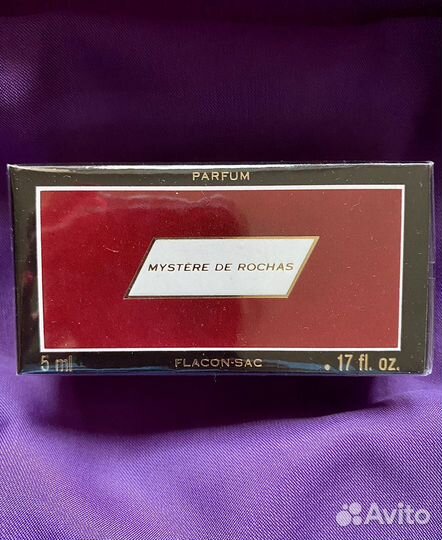 PARFUM
MYSTÈRE DE ROCHAS
5 ml
FLACON-SAC
.17 fl. oz.
Avito